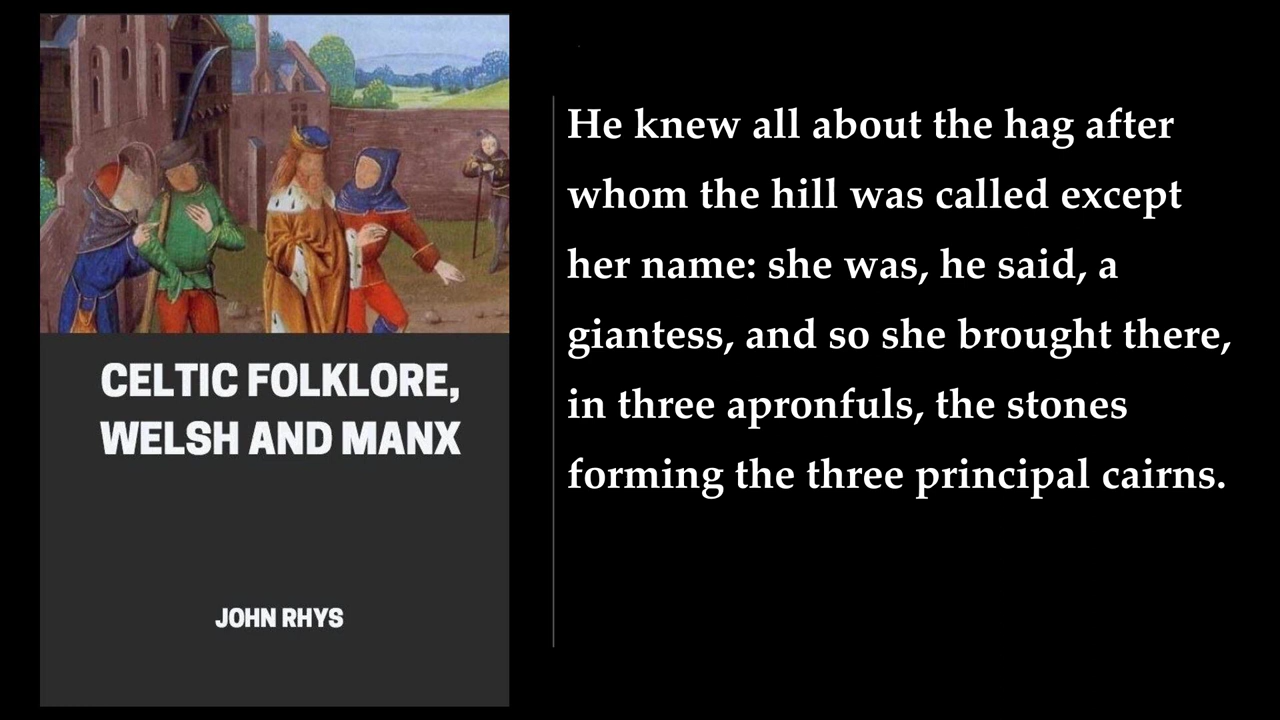 CELTIC FOLKLORE,
WELSH AND MANX
JOHN RHYS
He knew all about the hag after
whom the hill was called except
her name: she was, he said, a
giantess, and so she brought there,
in three apronfuls, the stones
forming the three principal cairns.